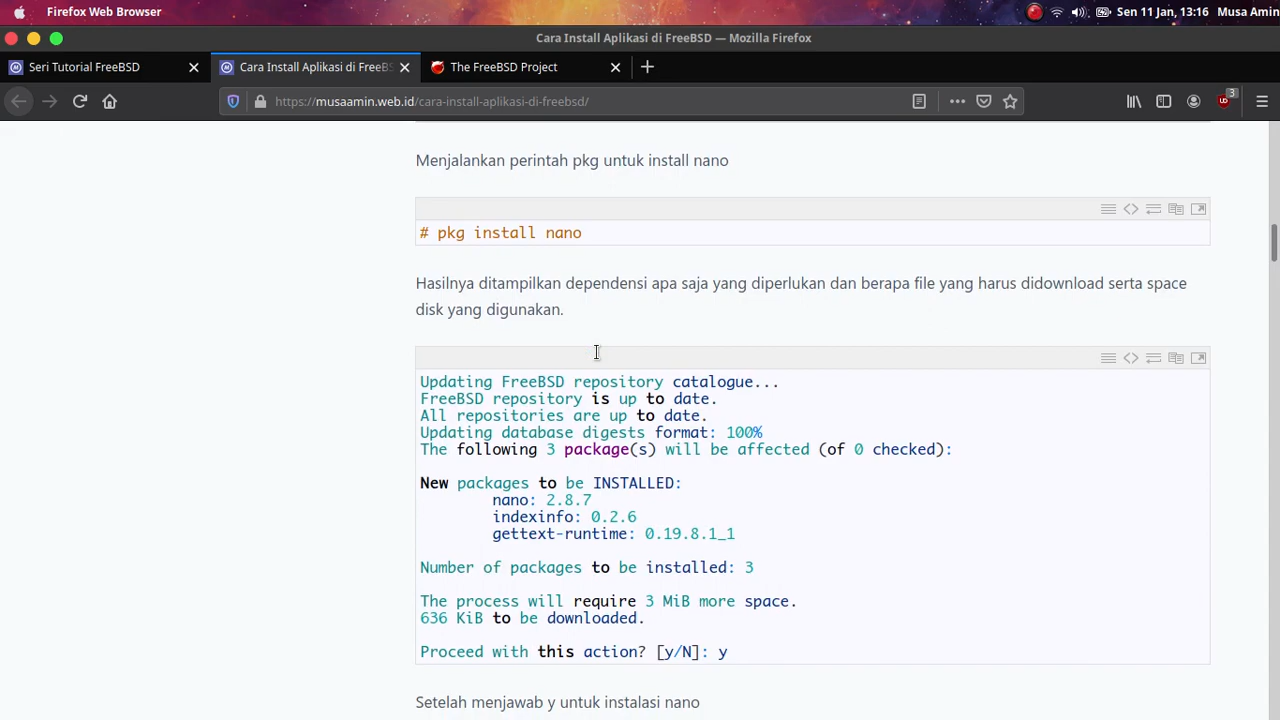 Firefox Web Browser
Sen 11 Jan, 13:16 Musa Amin
Cara Install Aplikasi di FreeBSD — Mozilla Firefox
Seri Tutorial FreeBSD
Cara Install Aplikasi di FreeBS
The FreeBSD Project
https://musaamin.web.id/cara-install-aplikasi-di-freebsd/
3
Menjalankan perintah pkg untuk install nano
# pkg install nano
Hasilnya ditampilkan dependensi apa saja yang diperlukan dan berapa file yang harus didownload serta space
disk yang digunakan.
Updating FreeBSD repository catalogue...
FreeBSD repository is up to date.
All repositories are up to date.
Updating database digests format: 100%
The following 3 package(s) will be affected (of 0 checked):
New packages to be INSTALLED:
nano: 2.8.7
indexinfo: 0.2.6
gettext-runtime: 0.19.8.1_1
Number of packages to be installed: 3
The process will require 3 MiB more space.
636 KiB to be downloaded.
Proceed with this action? [y/N]: y
Setelah menjawab y untuk instalasi nano